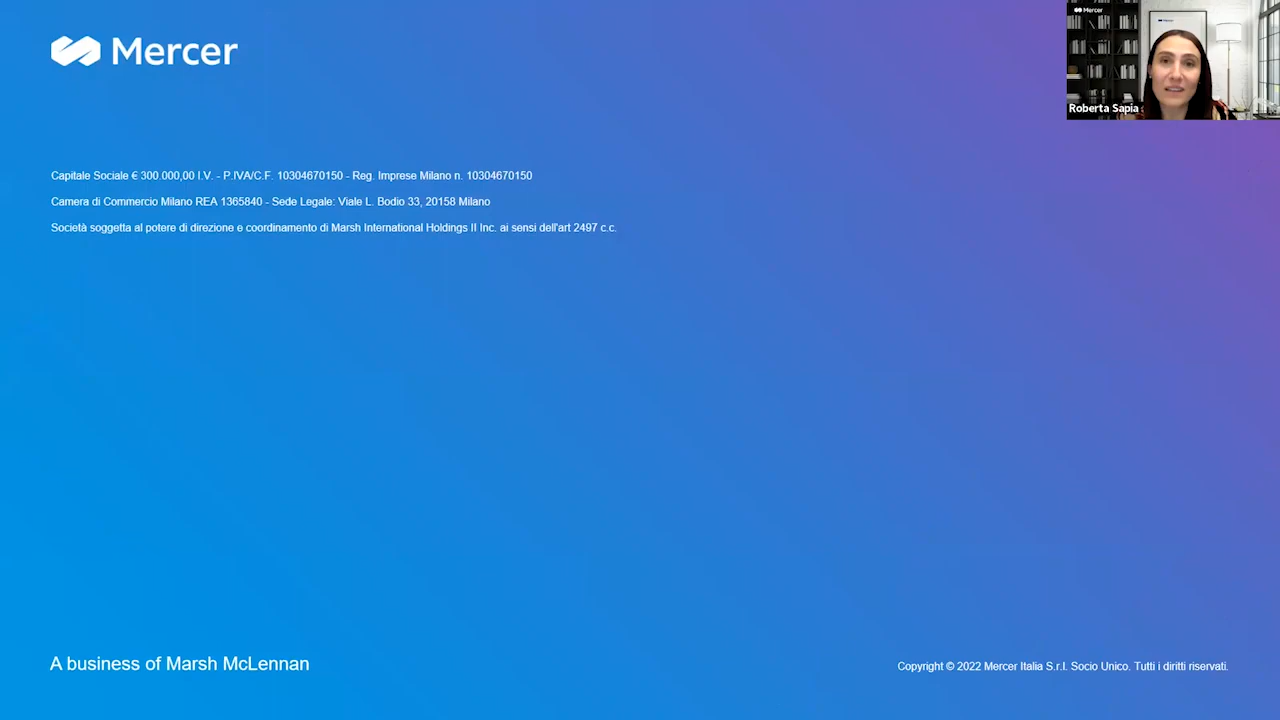 Mercer
Mercer
Mercer
Roberta Sapia
Capitale Sociale € 300.000,00 I.V. - P.IVA/C.F. 10304670150 - Reg. Imprese Milano n. 10304670150
Camera di Commercio Milano REA 1365840 - Sede Legale: Viale L. Bodio 33, 20158 Milano
Società soggetta al potere di direzione e coordinamento di Marsh International Holdings II Inc. ai sensi dell'art 2497 c.c.
A business of Marsh McLennan
Copyright © 2022 Mercer Italia S.r.l. Socio Unico. Tutti i diritti riservati.